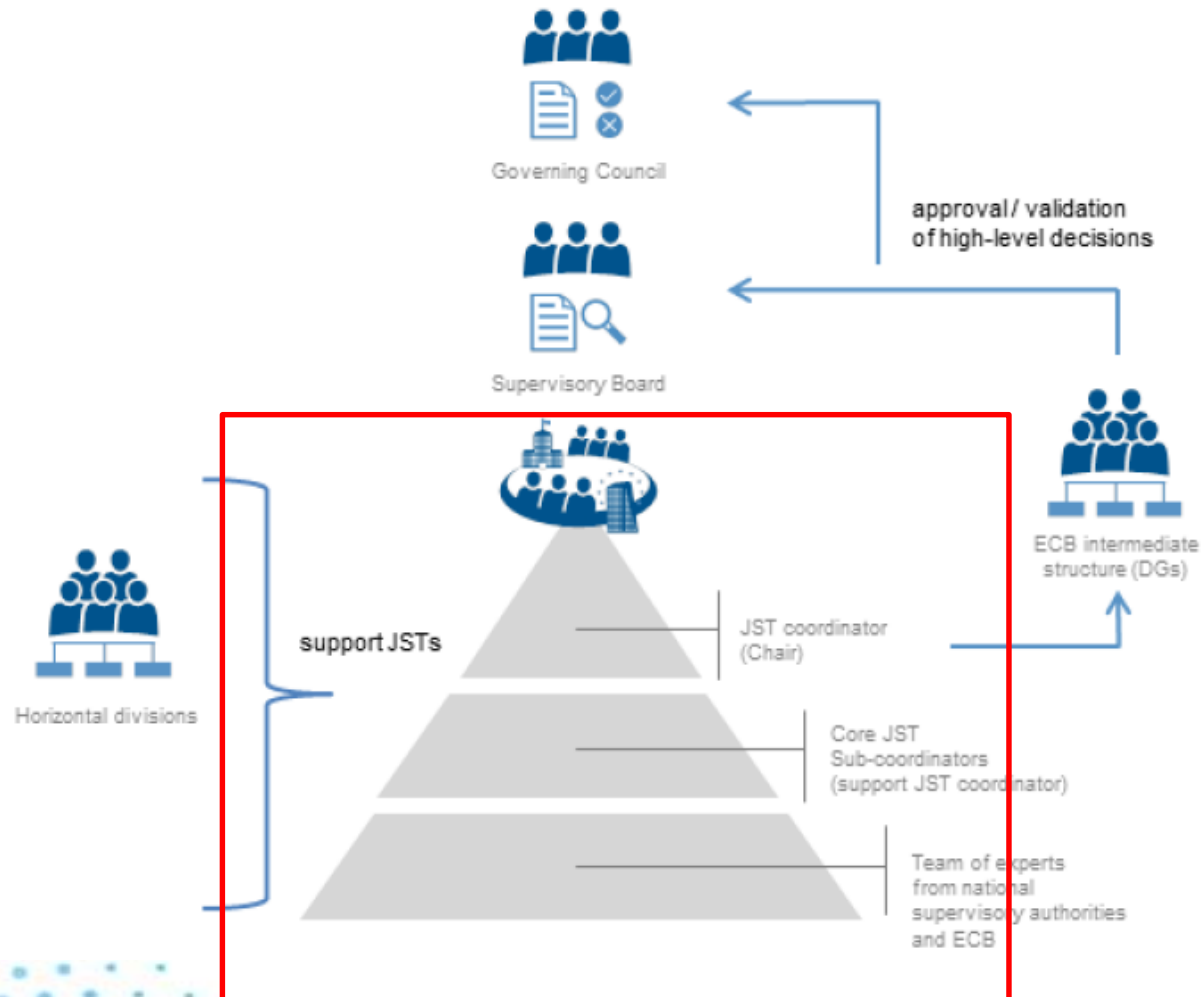 Governing Council
approval / validation
of high-level decisions
Supervisory Board
ECB intermediate
structure (DGs)
support JSTs
JST coordinator
(Chair)
Horizontal divisions
Core JST
Sub-coordinators
(support JST coordinator)
Team of experts
from national
supervisory authorities
and ECB